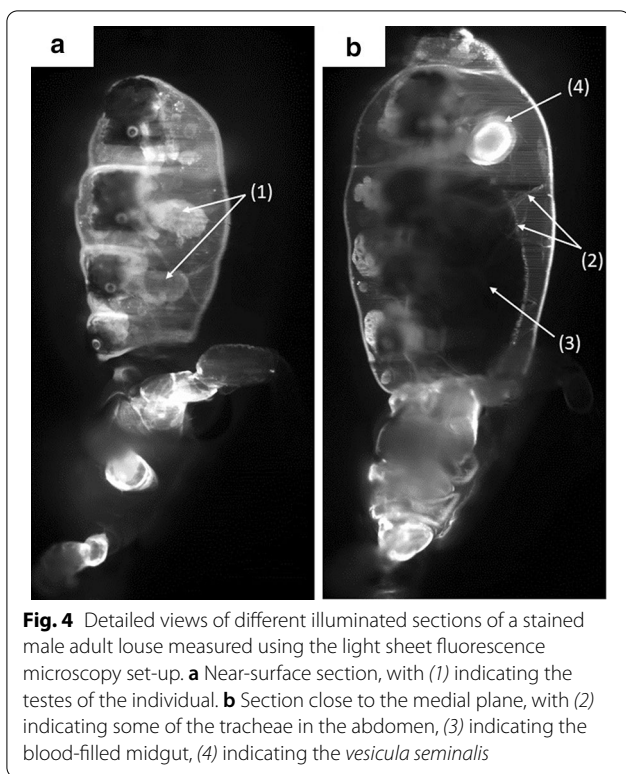 a
b
(4)
(1)
(2)
(3)
Fig. 4 Detailed views of different illuminated sections of a stained
male adult louse measured using the light sheet fluorescence
microscopy set-up. a Near-surface section, with (1) indicating the
testes of the individual. b Section close to the medial plane, with (2)
indicating some of the tracheae in the abdomen, (3) indicating the
blood-filled midgut, (4) indicating the vesicula seminalis